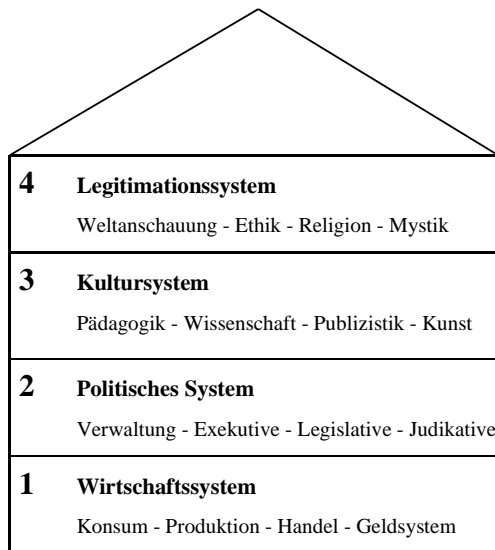 4 Legitimationssystem
Weltanschauung - Ethik - Religion - Mystik
3 Kultursystem
Pädagogik - Wissenschaft - Publizistik - Kunst
2 Politisches System
Verwaltung - Exekutive - Legislative - Judikative
1 Wirtschaftssystem
Konsum - Produktion - Handel - Geldsystem